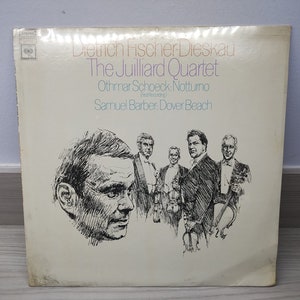 Dietrich Fischer-Dieskau
The Juilliard Quartet
Othmar Schoeck: Notturno
Samuel Barber: Dover Beach